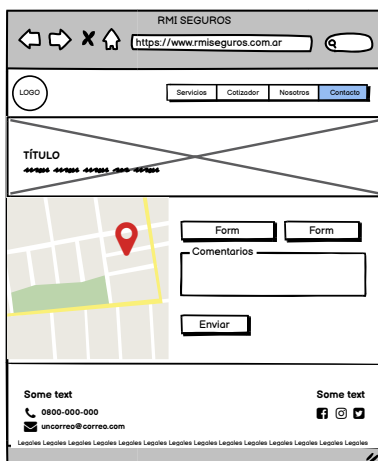 RMI SEGUROS
https://www.rmiseguros.com.ar
LOGO
Servicios Cotizador Nosotros Contacto
TÍTULO
Form Form
Comentarios
Enviar
Some text Some text
0800-000-000
uncorreo@correo.com
Legales Legales Legales Legales Legales Legales Legales Legales Legales Legales Legales Legales Legales Legales